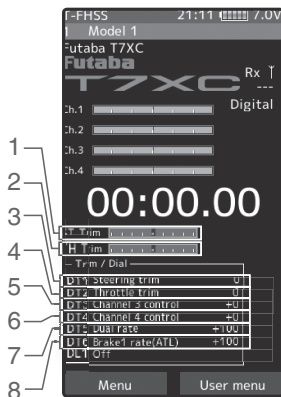 T-FHSS 21:11 7.0V
1 Model 1
Futaba T7XC
Futaba
T7XC
Rx
---
Digital
Ch.1
Ch.2
Ch.3
Ch.4
00:00.00
ST Trim
TH Trim
Trim / Dial
DT1 Steering trim 0
DT2 Throttle trim 0
DT3 Channel 3 control +0
DT4 Channel 4 control +0
DT5 Dual rate +100
DT6 Brake1 rate(ATL) +100
DL1 Off
Menu User menu
1
2
3
4
5
6
7
8